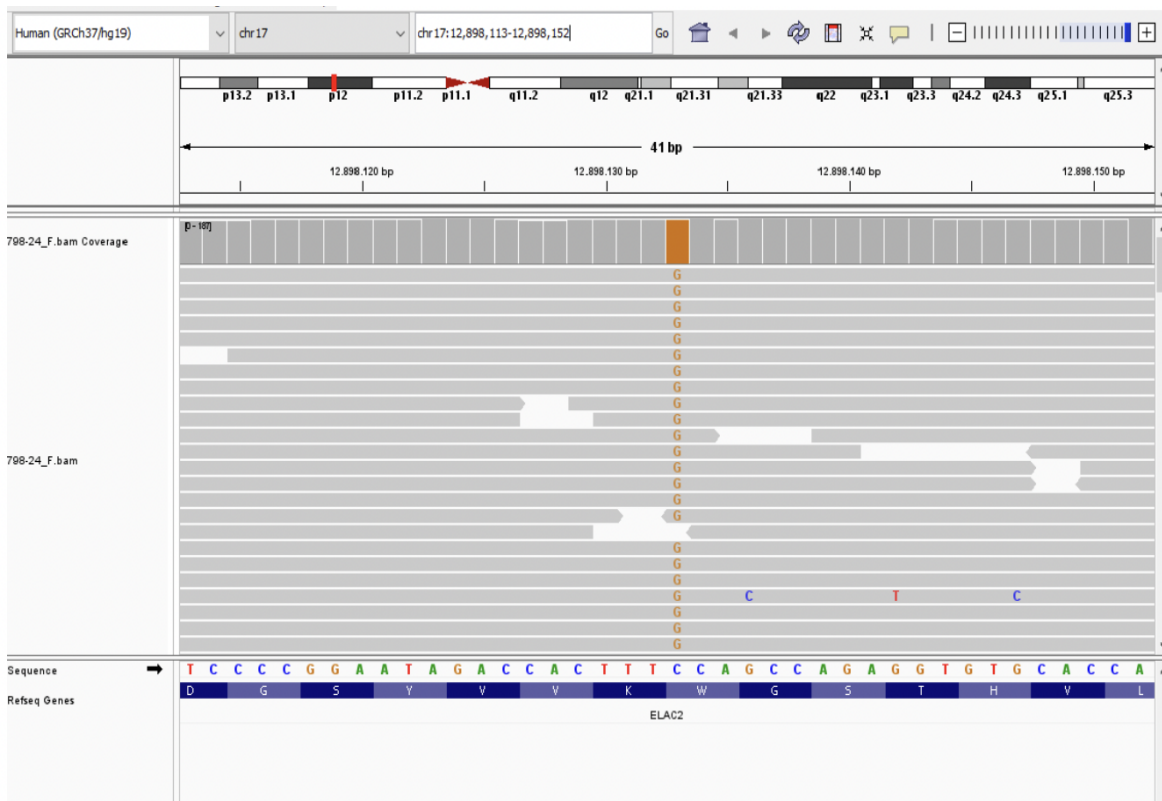 Human (GRCh37/hg19) chr17 chr17:12,898,113-12,898,152 Go
p13.2 p13.1 p12 p11.2 p11.1 q11.2 q12 q21.1 q21.31 q21.33 q22 q23.1 q23.3 q24.2 q24.3 q25.1 q25.3
41 bp
12.898.120 bp 12.898.130 bp 12.898.140 bp 12.898.150 bp
[0 - 167]
798-24_F.bam Coverage
G
G
G
G
G
G
G
G
G
G
G
G
798-24_F.bam
G
G
G
G
G
G
G
G C T C
G
G
G
Sequence T C C C C G G A A T A G A C C A C T T T C C A G C C A G A G G T G T G C A C C A
Refseq Genes D G S Y V V K W G S T H V L
ELAC2